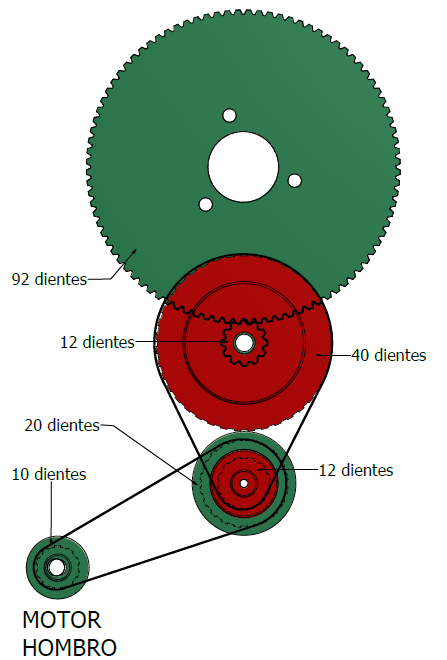 92 dientes
12 dientes
40 dientes
20 dientes
12 dientes
10 dientes
MOTOR
HOMBRO